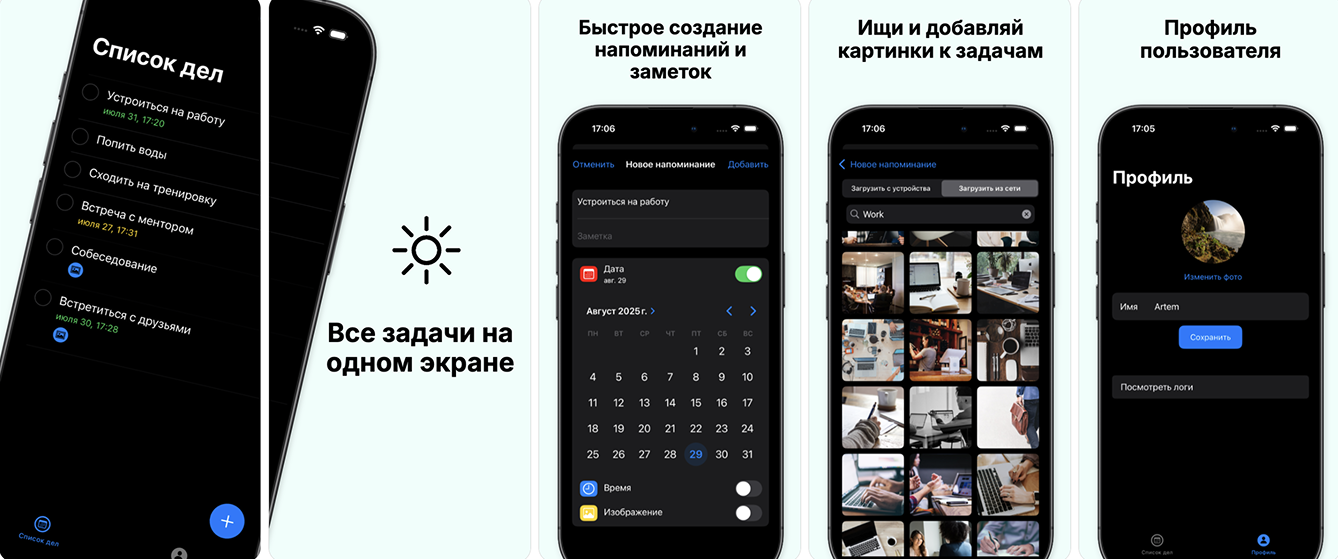 Список дел
Устроиться на работу
июля 31, 17:20
Попить воды
Сходить на тренировку
Встреча с ментором
июля 27, 17:31
Собеседование
Встретиться с друзьями
июля 30, 17:28
Список дел
Все задачи на
одном экране
Быстрое создание
напоминаний и
заметок
17:06
Отменить Новое напоминание Добавить
Устроиться на работу
Заметка
Дата
авг. 29
Август 2025 г.
ПН ВТ СР ЧТ ПТ СБ ВС
1 2 3
4 5 6 7 8 9 10
11 12 13 14 15 16 17
18 19 20 21 22 23 24
25 26 27 28 29 30 31
Время
Изображение
Ищи и добавляй
картинки к задачам
17:06
Новое напоминание
Загрузить с устройства Загрузить из сети
Work
Профиль
пользователя
17:05
Профиль
Изменить фото
Имя Artem
Сохранить
Посмотреть логи
Список дел Профиль